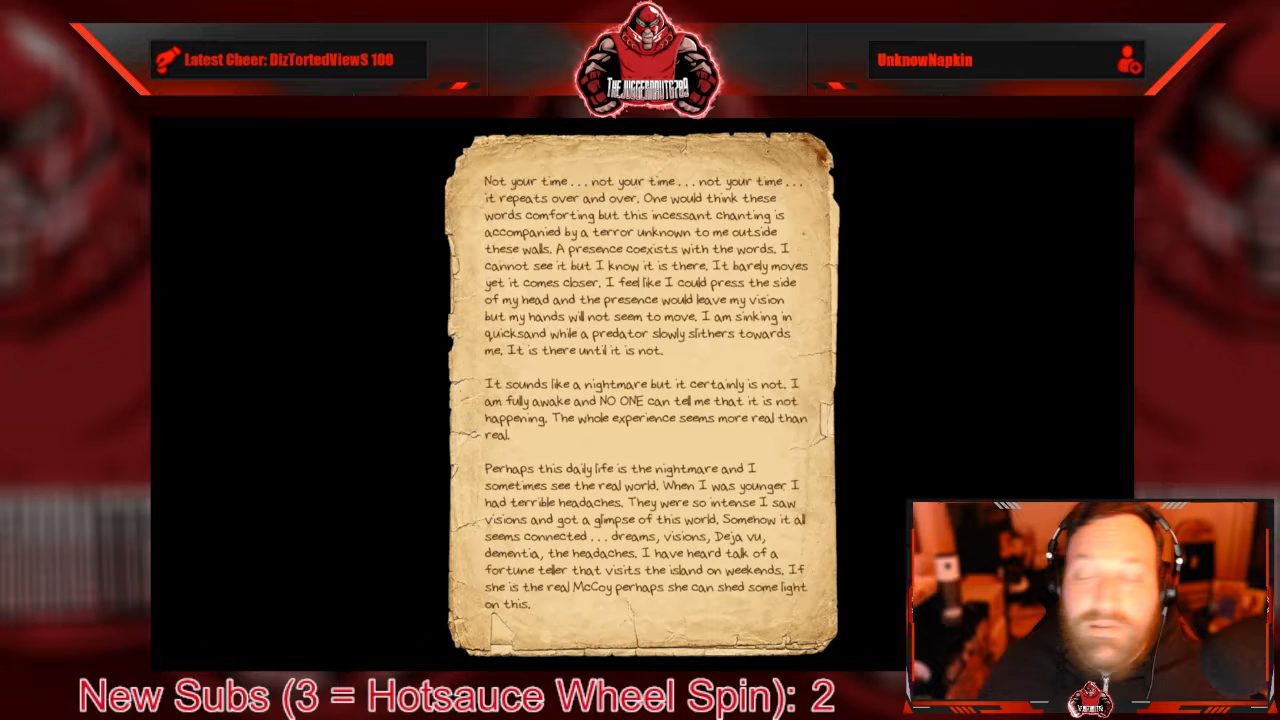 Latest Cheer: DizTortedViewS 100
UnknowNapkin
TheJuggernautG789
Not your time . . . not your time . . . not your time . . .
it repeats over and over. One would think these
words comforting but this incessant chanting is
accompanied by a terror unknown to me outside
these walls. A presence coexists with the words. I
cannot see it but I know it is there. It barely moves
yet it comes closer. I feel like I could press the side
of my head and the presence would leave my vision
but my hands will not seem to move. I am sinking in
quicksand while a predator slowly slithers towards
me. It is there until it is not.
It sounds like a nightmare but it certainly is not. I
am fully awake and NO ONE can tell me that it is not
happening. The whole experience seems more real than
real.
Perhaps this daily life is the nightmare and I
sometimes see the real world. When I was younger I
had terrible headaches. They were so intense I saw
visions and got a glimpse of this world. Somehow it all
seems connected . . . dreams, visions, Deja vu,
dementia, the headaches. I have heard talk of a
fortune teller that visits the island on weekends. If
she is the real McCoy perhaps she can shed some light
on this.
New Subs (3 = Hotsauce Wheel Spin): 2